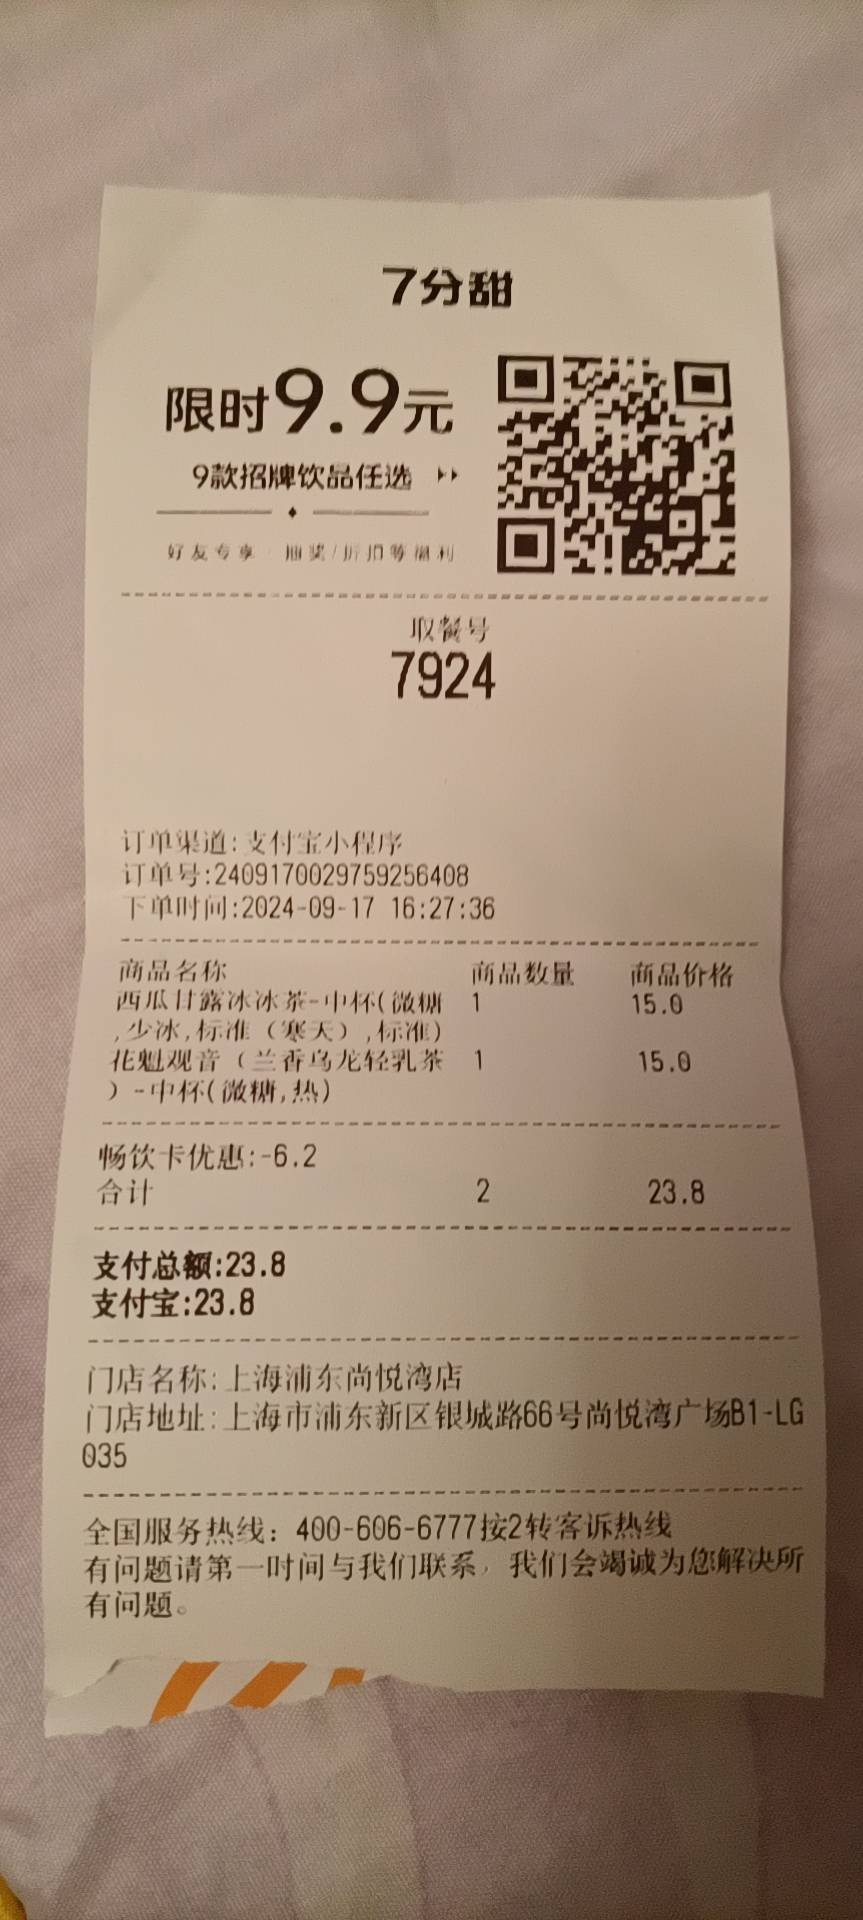 7分甜
限时9.9元
9款招牌饮品任选
好友专享 抽奖/折扣等福利
取餐号
7924
订单渠道:支付宝小程序
订单号:2409170029759256408
下单时间:2024-09-17 16:27:36
商品名称 商品数量 商品价格
西瓜甘露冰冰茶-中杯(微糖 1 15.0
,少冰,标准（寒天）,标准)
花魁观音（兰香乌龙轻乳茶 1 15.0
）-中杯(微糖,热)
畅饮卡优惠:-6.2
合计 2 23.8
支付总额:23.8
支付宝:23.8
门店名称:上海浦东尚悦湾店
门店地址:上海市浦东新区银城路66号尚悦湾广场B1-LG
035
全国服务热线：400-606-6777按2转客诉热线
有问题请第一时间与我们联系，我们会竭诚为您解决所
有问题。